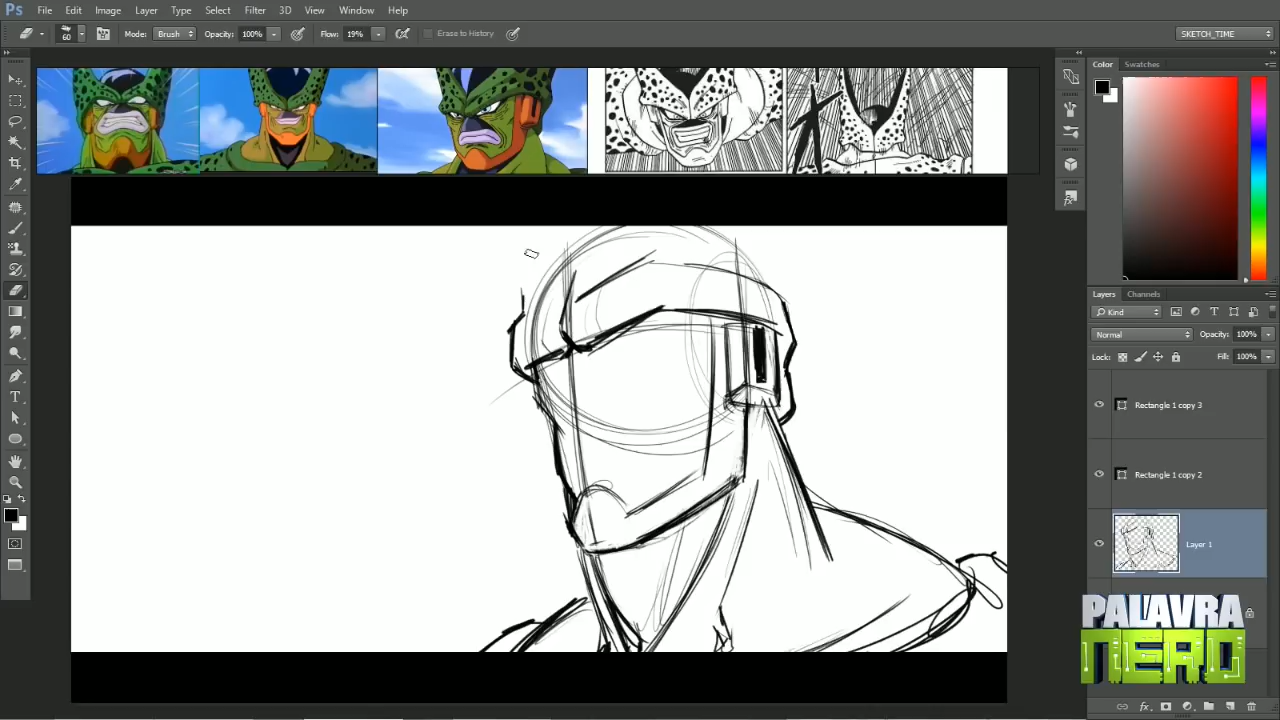 Ps File Edit Image Layer Type Select Filter 3D View Window Help
60 Mode: Brush Opacity: 100% Flow: 19% Erase to History SKETCH_TIME
Color Swatches
Layers Channels
Kind
Normal Opacity: 100%
Lock: Fill: 100%
Rectangle 1 copy 3
Rectangle 1 copy 2
Layer 1
PALAVRA
NERD